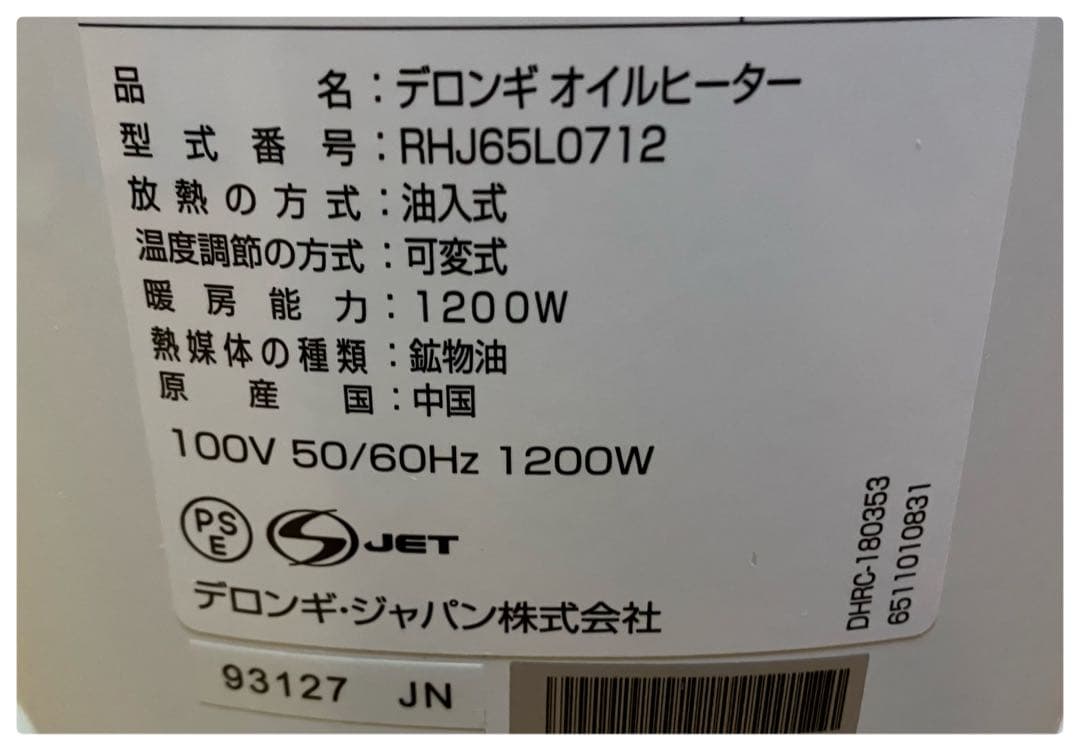 品名：デロンギ オイルヒーター
型式番号：RHJ65L0712
放熱の方式：油入式
温度調節の方式：可変式
暖房能力：1200W
熱媒体の種類：鉱物油
原産国：中国
100V 50/60Hz 1200W
PSE
S JET
デロンギ・ジャパン株式会社
DHRC-180353
6511010831
93127 JN